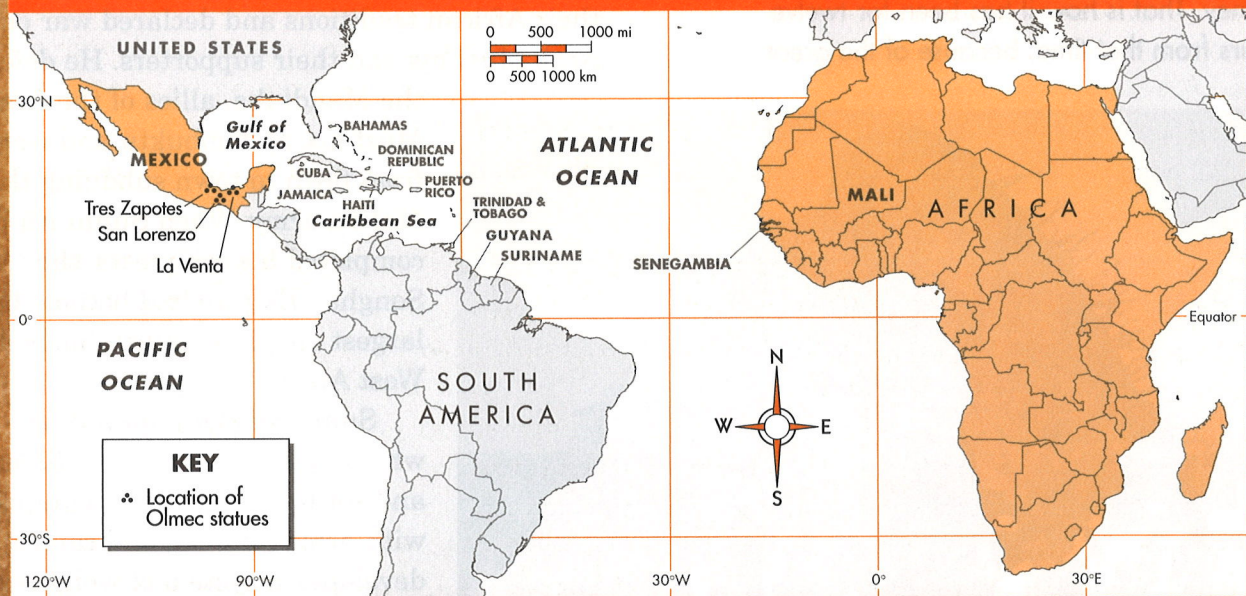 UNITED STATES
0 500 1000 mi
0 500 1000 km
30°N
Gulf of
Mexico
BAHAMAS
ATLANTIC
OCEAN
MEXICO
CUBA
DOMINICAN
REPUBLIC
JAMAICA
HAITI
PUERTO
RICO
MALI
AFRICA
Tres Zapotes
San Lorenzo
La Venta
Caribbean Sea
TRINIDAD &
TOBAGO
GUYANA
SURINAME
SENEGAMBIA
0°
Equator
PACIFIC
OCEAN
SOUTH
AMERICA
N
W E
S
KEY
Location of
Olmec statues
30°S
120°W 90°W 30°W 0° 30°E